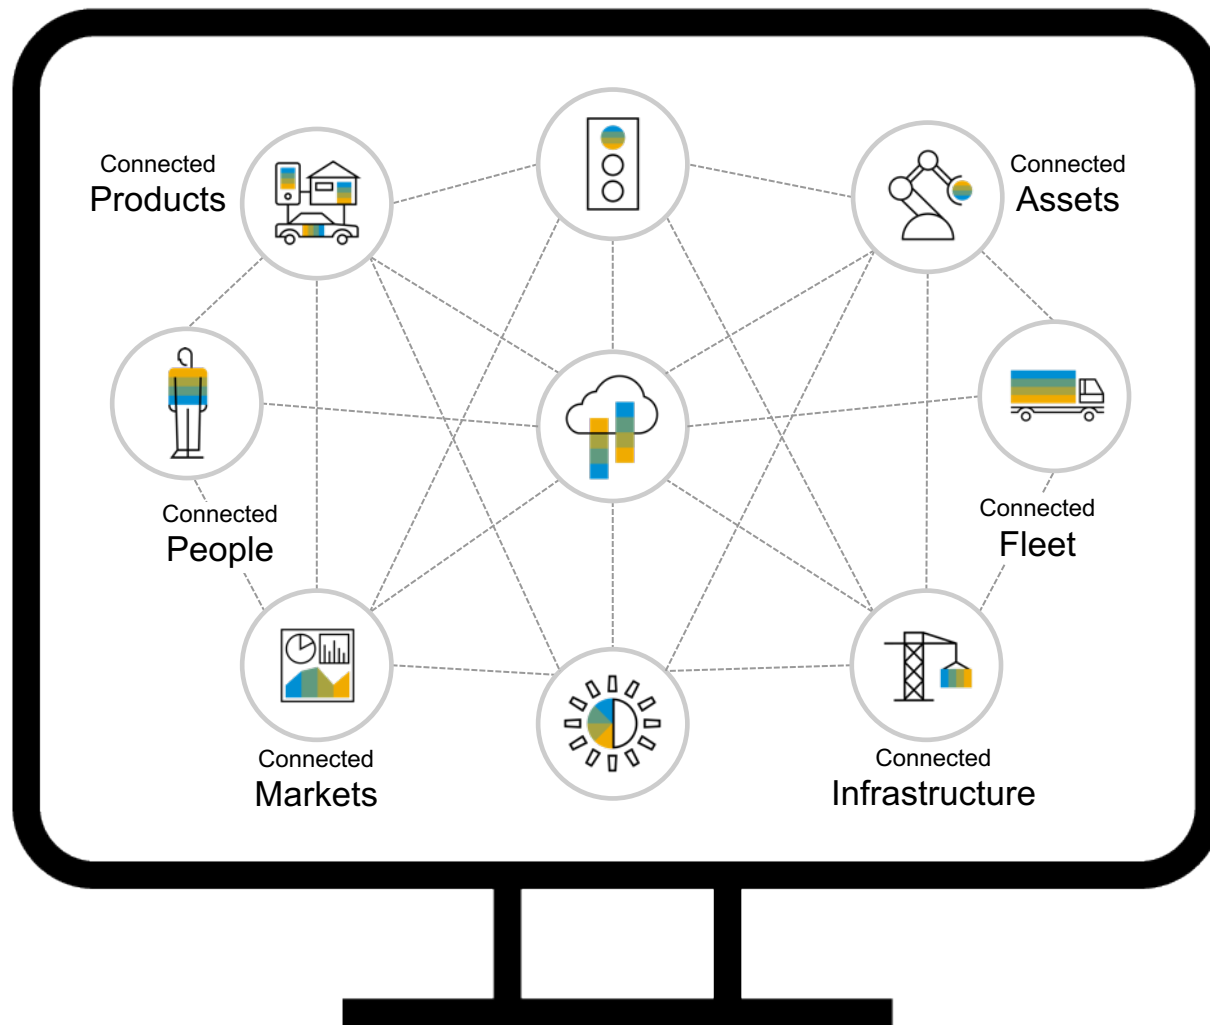 Connected
Products
Connected
Assets
Connected
People
Connected
Fleet
Connected
Markets
Connected
Infrastructure